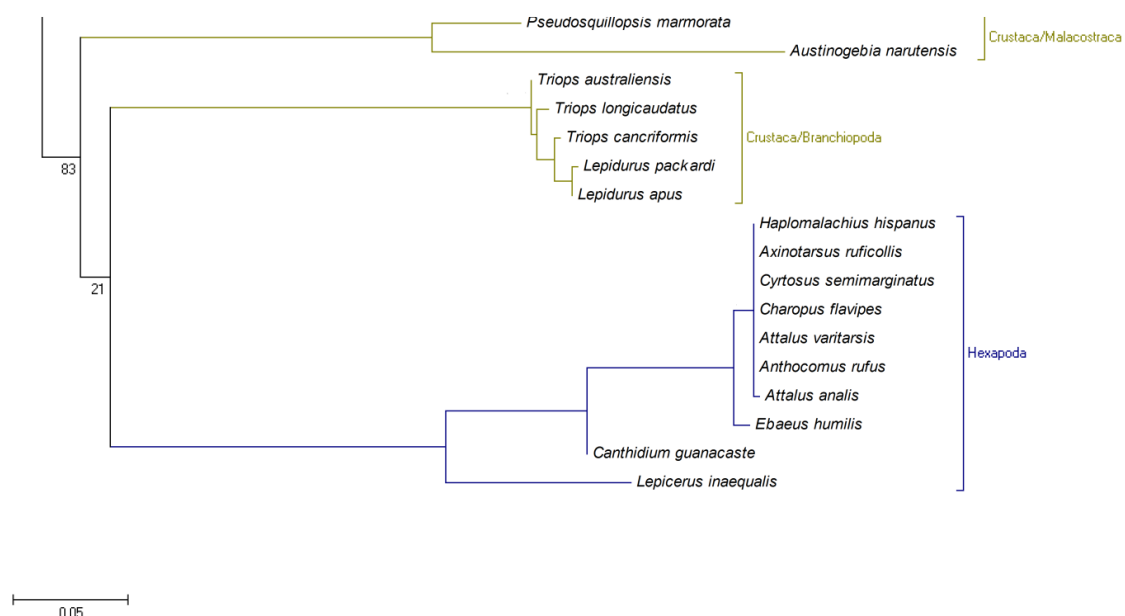 Pseudosquillopsis marmorata
Crustaca/Malacostraca
Austinogebia narutensis
Triops australiensis
Triops longicaudatus
Triops cancriformis
Crustaca/Branchiopoda
Lepidurus packardi
83
Lepidurus apus
Haplomalachius hispanus
Axinotarsus ruficollis
Cyrtosus semimarginatus
21
Charopus flavipes
Attalus varitarsis
Hexapoda
Anthocomus rufus
Attalus analis
Ebaeus humilis
Canthidium guanacaste
Lepicerus inaequalis
0.05